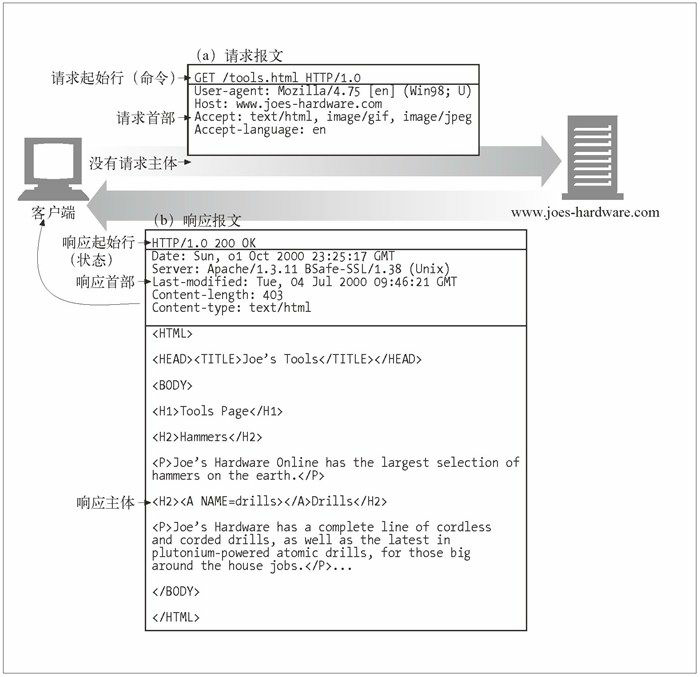 (a) 请求报文
请求起始行（命令）
GET /tools.html HTTP/1.0
User-agent: Mozilla/4.75 [en] (Win98; U)
Host: www.joes-hardware.com
请求首部
Accept: text/html, image/gif, image/jpeg
Accept-language: en
没有请求主体
客户端
www.joes-hardware.com
(b) 响应报文
响应起始行
（状态）
HTTP/1.0 200 OK
Date: Sun, o1 Oct 2000 23:25:17 GMT
Server: Apache/1.3.11 BSafe-SSL/1.38 (Unix)
响应首部
Last-modified: Tue, 04 Jul 2000 09:46:21 GMT
Content-length: 403
Content-type: text/html
<HTML>
<HEAD><TITLE>Joe's Tools</TITLE></HEAD>
<BODY>
<H1>Tools Page</H1>
<H2>Hammers</H2>
<P>Joe's Hardware Online has the largest selection of
hammers on the earth.</P>
响应主体
<H2><A NAME=drills></A>Drills</H2>
<P>Joe's Hardware has a complete line of cordless
and corded drills, as well as the latest in
plutonium-powered atomic drills, for those big
around the house jobs.</P>...
</BODY>
</HTML>